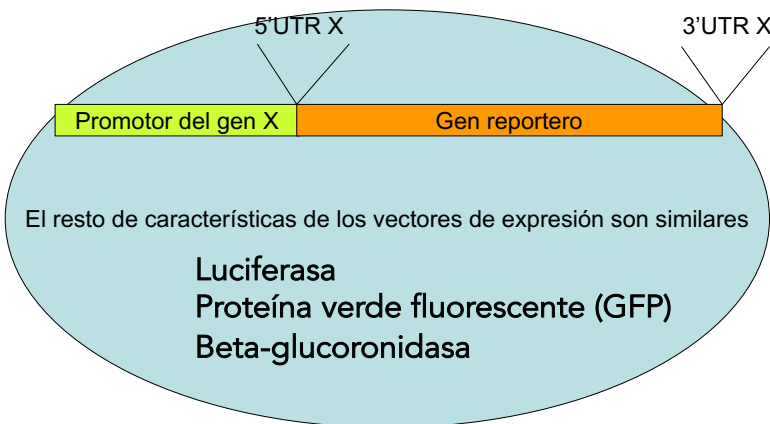 5'UTR X 3'UTR X
Promotor del gen X Gen reportero
El resto de características de los vectores de expresión son similares
Luciferasa
Proteína verde fluorescente (GFP)
Beta-glucoronidasa